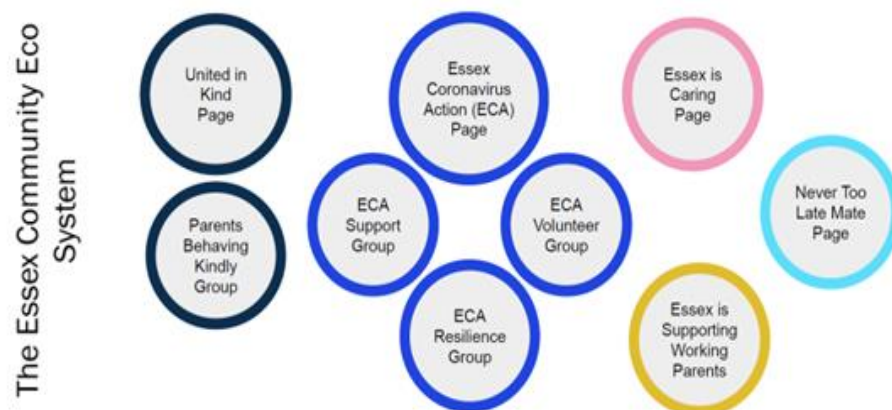 The Essex Community Eco
System
United in
Kind
Page
Parents
Behaving
Kindly
Group
Essex
Coronavirus
Action (ECA)
Page
ECA
Support
Group
ECA
Volunteer
Group
ECA
Resilience
Group
Essex is
Caring
Page
Never Too
Late Mate
Page
Essex is
Supporting
Working
Parents